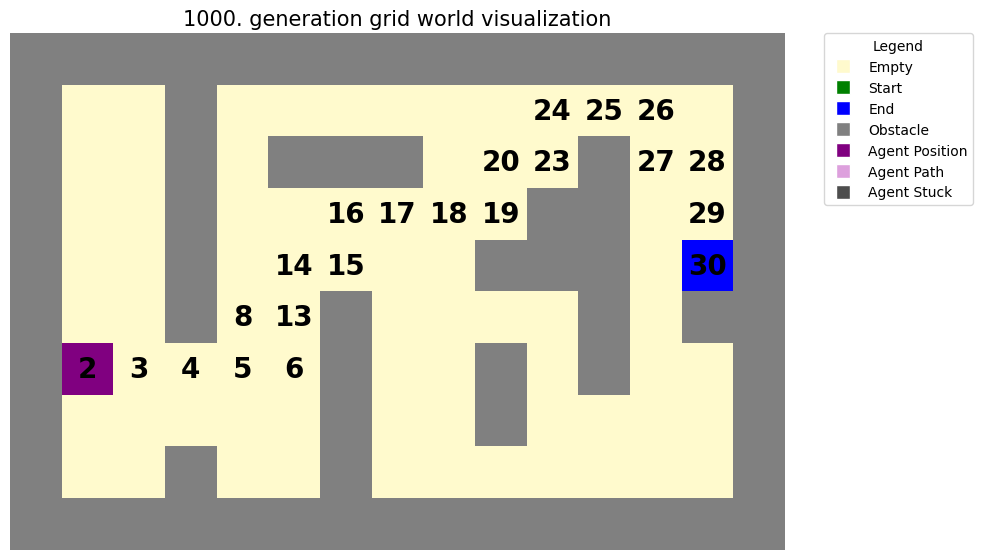 1000. generation grid world visualization
24 25 26
20 23 27 28
16 17 18 19 29
14 15 30
8 13
2 3 4 5 6
Legend
Empty
Start
End
Obstacle
Agent Position
Agent Path
Agent Stuck